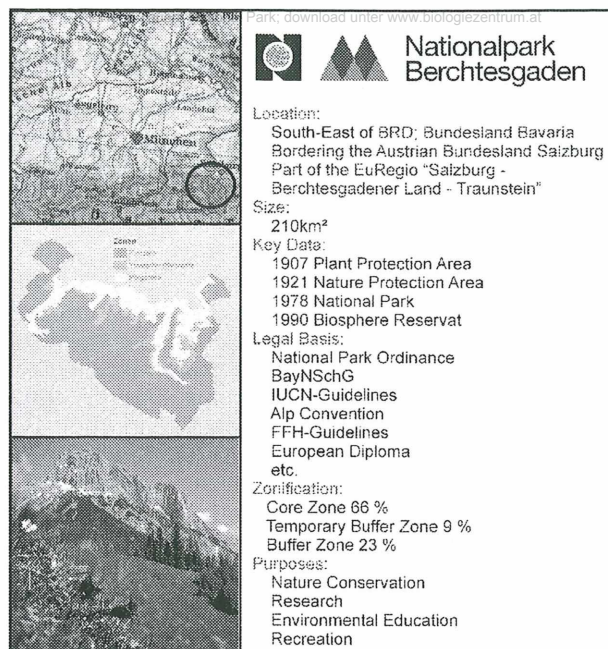 Park; download unter www.biologiezentrum.at
Nationalpark
Berchtesgaden
Location:
South-East of BRD; Bundesland Bavaria
Bordering the Austrian Bundesland Salzburg
Part of the EuRegio "Salzburg -
Berchtesgadener Land - Traunstein"
Size:
210km²
Key Data:
1907 Plant Protection Area
1921 Nature Protection Area
1978 National Park
1990 Biosphere Reservat
Legal Basis:
National Park Ordinance
BayNSchG
IUCN-Guidelines
Alp Convention
FFH-Guidelines
European Diploma
etc.
Zonification:
Core Zone 66 %
Temporary Buffer Zone 9 %
Buffer Zone 23 %
Purposes:
Nature Conservation
Research
Environmental Education
Recreation
München
Augsburg
Zonen